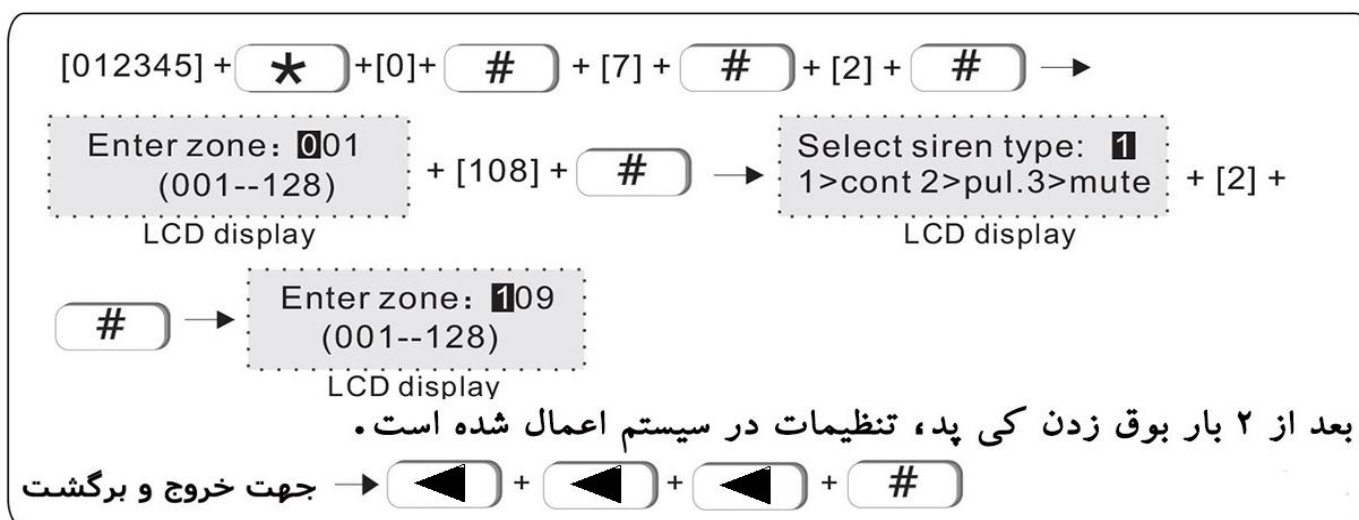 [012345] + * +[0]+ # + [7] + # + [2] + # →
Enter zone: 001
(001--128)
LCD display
+ [108] + # →
Select siren type: 1
1>cont 2>pul.3>mute
LCD display
+ [2] +
# →
Enter zone: 109
(001--128)
LCD display
بعد از ۲ بار بوق زدن کی پد، تنظیمات در سیستم اعمال شده است.
جهت خروج و برگشت → ◀ + ◀ + ◀ + #